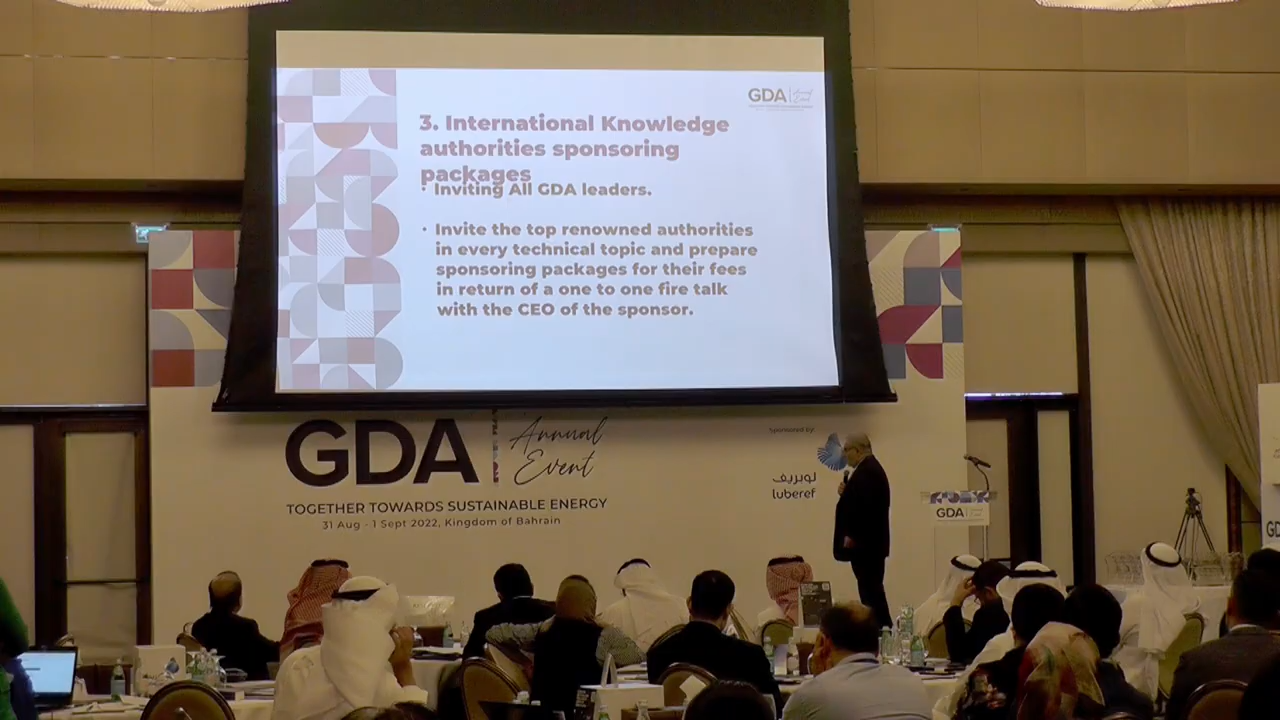 GDA Annual Event
3. International Knowledge
authorities sponsoring
packages
· Inviting All GDA leaders.
· Invite the top renowned authorities
in every technical topic and prepare
sponsoring packages for their fees
in return of a one to one fire talk
with the CEO of the sponsor.
GDA Annual Event
TOGETHER TOWARDS SUSTAINABLE ENERGY
31 Aug - 1 Sept 2022, Kingdom of Bahrain
Sponsored by:
لوبريف
luberef
GDA
GD